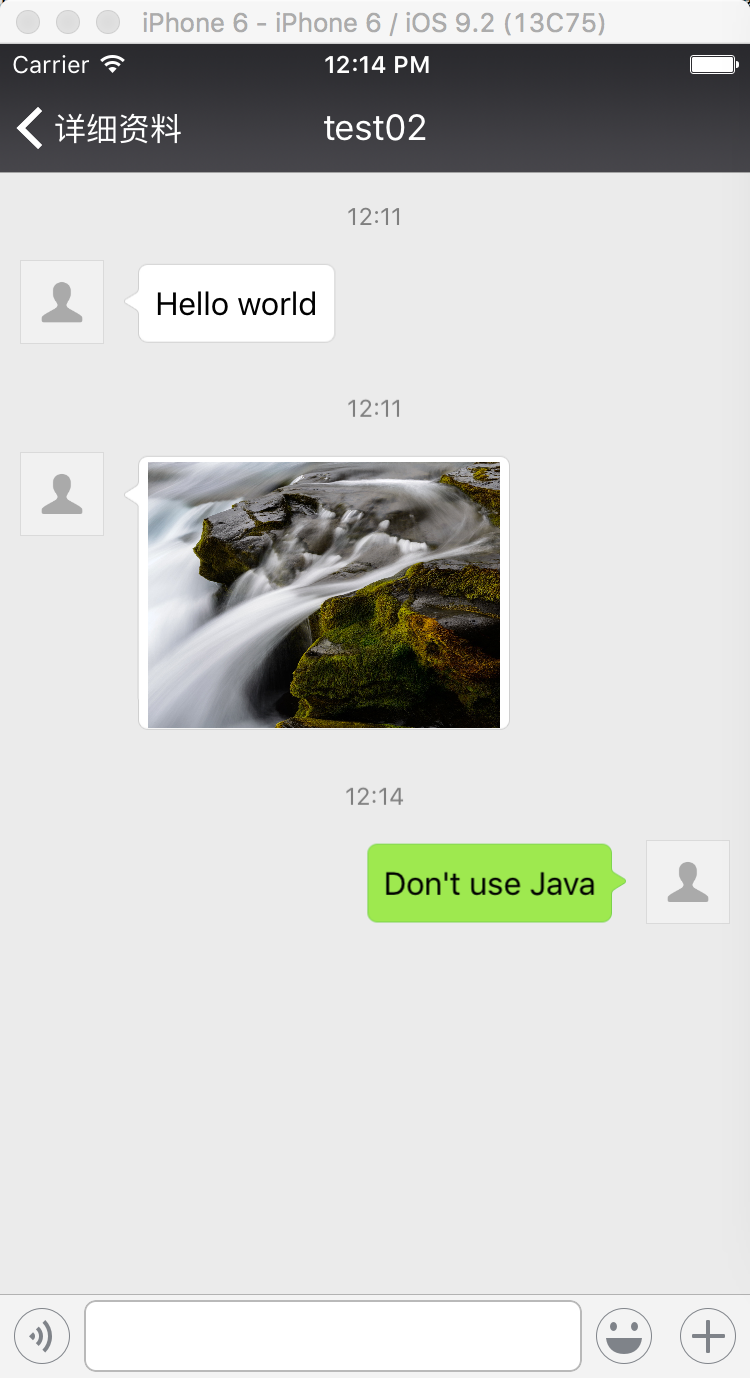 iPhone 6 - iPhone 6 / iOS 9.2 (13C75)
Carrier 12:14 PM
详细资料 test02
12:11
Hello world
12:11
12:14
Don't use Java